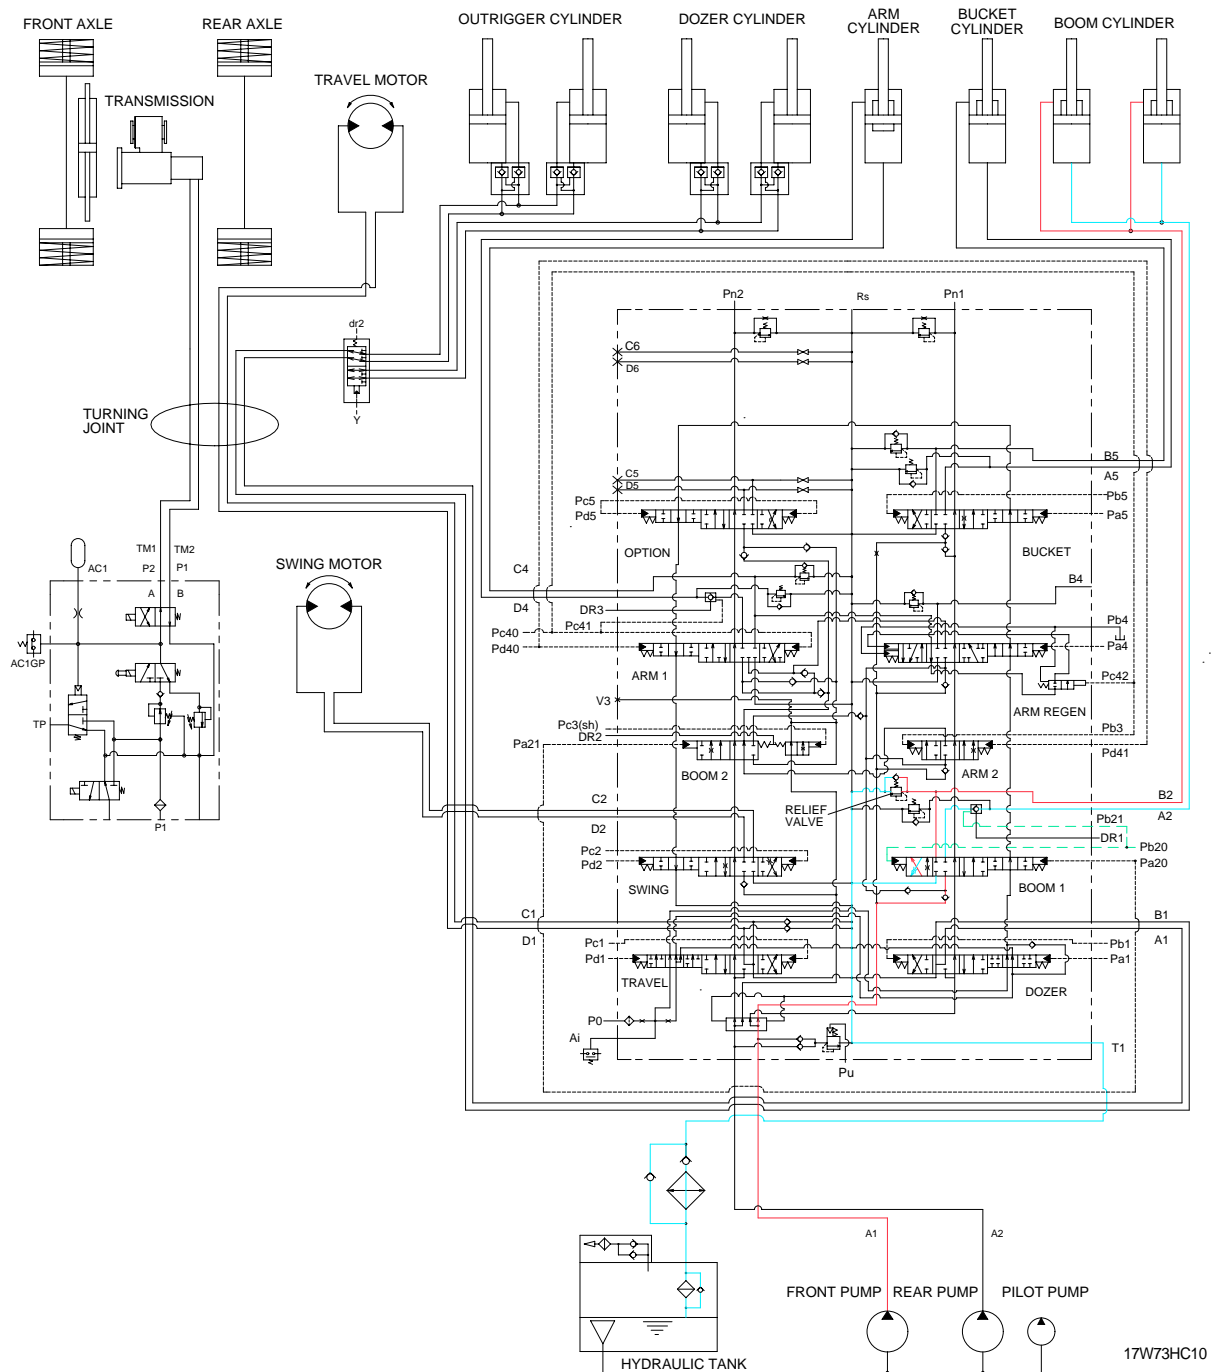 FRONT AXLE
REAR AXLE
OUTRIGGER CYLINDER
DOZER CYLINDER
ARM
CYLINDER
BUCKET
CYLINDER
BOOM CYLINDER
TRANSMISSION
TRAVEL MOTOR
Pn2
Rs
Pn1
dr2
C6
D6
Y
TURNING
JOINT
B5
A5
C5
D5
Pc5
Pd5
Pb5
Pa5
OPTION
BUCKET
TM1
TM2
AC1
P2
P1
A
B
SWING MOTOR
C4
D4
DR3
B4
Pc40
Pc41
Pd40
Pb4
Pa4
AC1GP
ARM 1
Pc42
V3
ARM REGEN
TP
Pc3(sh)
DR2
Pa21
Pb3
Pd41
BOOM 2
ARM 2
P1
C2
D2
RELIEF
VALVE
B2
A2
Pb21
DR1
Pc2
Pd2
Pb20
Pa20
SWING
BOOM 1
C1
D1
B1
A1
Pc1
Pd1
Pb1
Pa1
TRAVEL
DOZER
P0
Ai
Pu
T1
A1
A2
FRONT PUMP
REAR PUMP
PILOT PUMP
HYDRAULIC TANK
17W73HC10